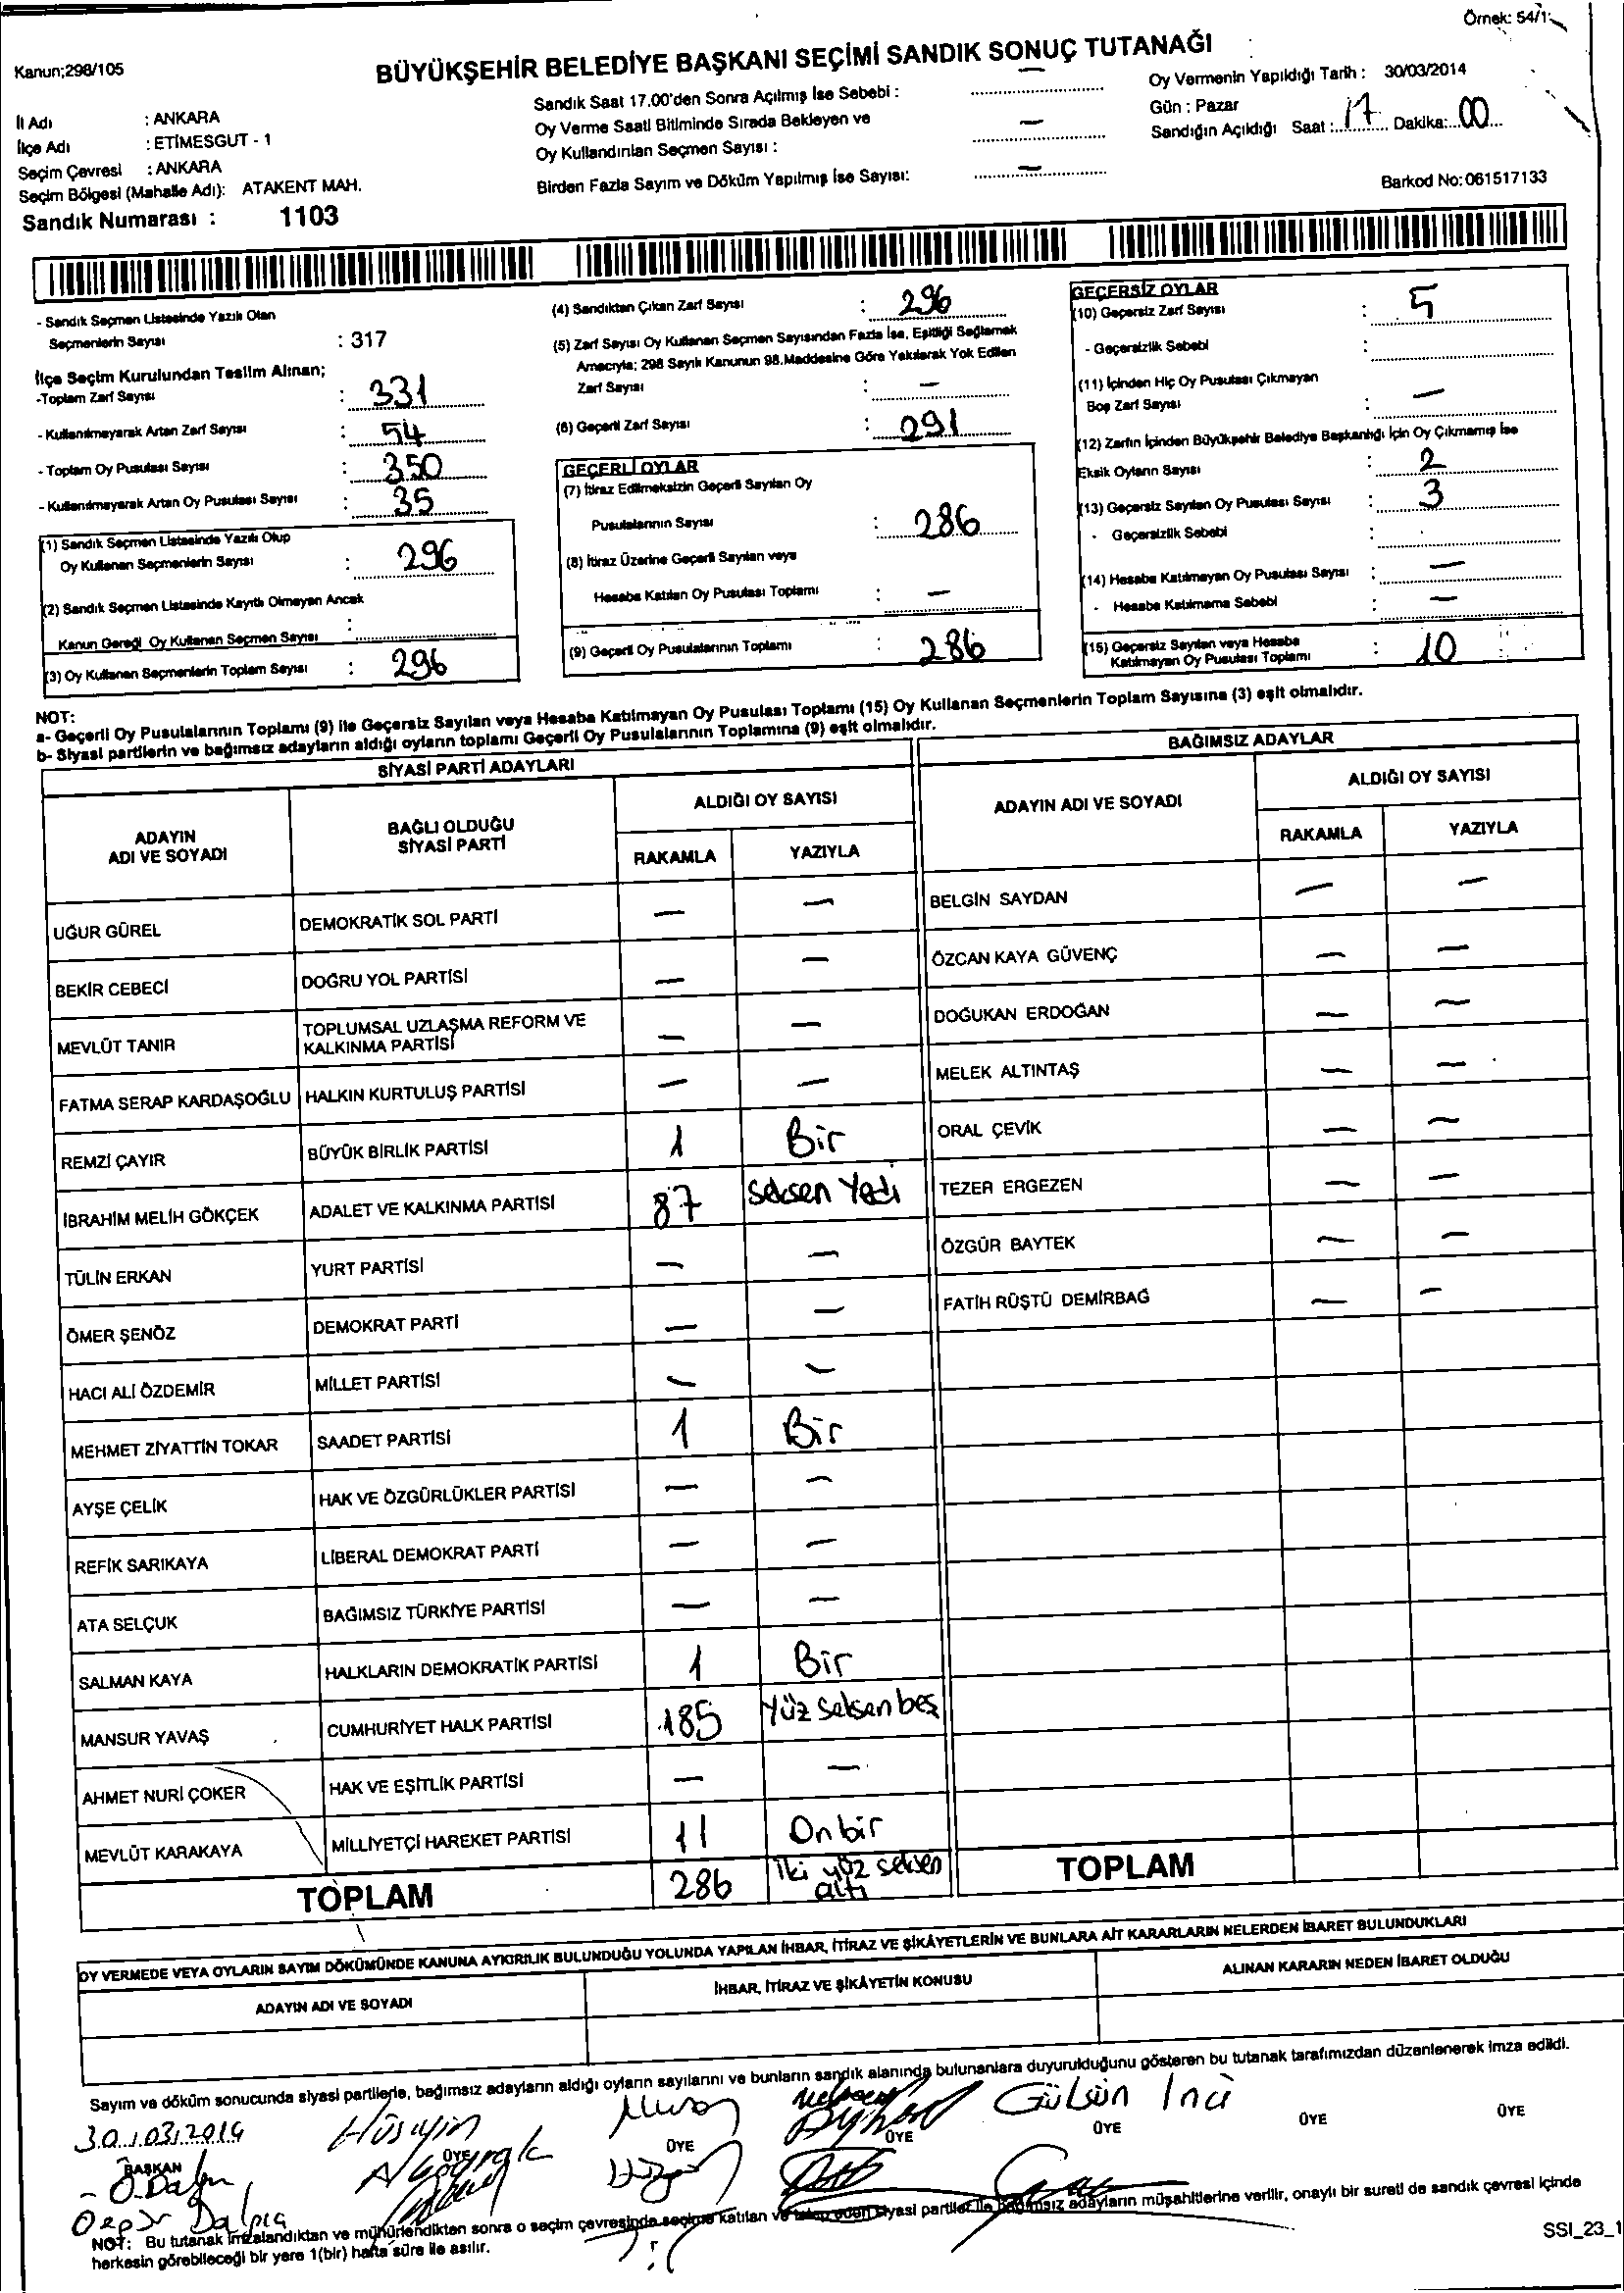 Örnek: 54/1
Kanun;298/105
BÜYÜKŞEHİR BELEDİYE BAŞKANI SEÇİMİ SANDIK SONUÇ TUTANAĞI
İl Adı : ANKARA
İlçe Adı : ETİMESGUT - 1
Seçim Çevresi : ANKARA
Seçim Bölgesi (Mahalle Adı): ATAKENT MAH.
Sandık Numarası : 1103
Sandık Saat 17.00'den Sonra Açılmış İse Sebebi : —
Oy Verme Saati Bitiminde Sırada Bekleyen ve
Oy Kullandırılan Seçmen Sayısı : —
Birden Fazla Sayım ve Döküm Yapılmış İse Sayısı: —
Oy Vermenin Yapıldığı Tarih : 30/03/2014
Gün : Pazar
Sandığın Açıldığı Saat : 17 Dakika: 00
Barkod No: 061517133
- Sandık Seçmen Listesinde Yazılı Olan
Seçmenlerin Sayısı : 317
İlçe Seçim Kurulundan Teslim Alınan;
-Toplam Zarf Sayısı : 331
- Kullanılmayarak Artan Zarf Sayısı : 54
- Toplam Oy Pusulası Sayısı : 350
- Kullanılmayarak Artan Oy Pusulası Sayısı : 35
(1) Sandık Seçmen Listesinde Yazılı Olup
Oy Kullanan Seçmenlerin Sayısı : 296
(2) Sandık Seçmen Listesinde Kayıtlı Olmayan Ancak
Kanun Gereği Oy Kullanan Seçmen Sayısı :
(3) Oy Kullanan Seçmenlerin Toplam Sayısı : 296
(4) Sandıktan Çıkan Zarf Sayısı : 296
(5) Zarf Sayısı Oy Kullanan Seçmen Sayısından Fazla İse, Eşitliği Sağlamak
Amacıyla; 298 Sayılı Kanunun 98.Maddesine Göre Yakılarak Yok Edilen
Zarf Sayısı : —
(6) Geçerli Zarf Sayısı : 291
GEÇERLİ OYLAR
(7) İtiraz Edilmeksizin Geçerli Sayılan Oy
Pusulalarının Sayısı : 286
(8) İtiraz Üzerine Geçerli Sayılan veya
Hesaba Katılan Oy Pusulası Toplamı : —
(9) Geçerli Oy Pusulalarının Toplamı : 286
GEÇERSİZ OYLAR
(10) Geçersiz Zarf Sayısı : 5
- Geçersizlik Sebebi :
(11) İçinden Hiç Oy Pusulası Çıkmayan
Boş Zarf Sayısı : —
(12) Zarfın İçinden Büyükşehir Belediye Başkanlığı İçin Oy Çıkmamış İse
Eksik Oyların Sayısı : 2
(13) Geçersiz Sayılan Oy Pusulası Sayısı : 3
- Geçersizlik Sebebi :
(14) Hesaba Katılmayan Oy Pusulası Sayısı : —
- Hesaba Katılmama Sebebi : —
(15) Geçersiz Sayılan veya Hesaba
Katılmayan Oy Pusulası Toplamı : 10
NOT:
a- Geçerli Oy Pusulalarının Toplamı (9) ile Geçersiz Sayılan veya Hesaba Katılmayan Oy Pusulası Toplamı (15) Oy Kullanan Seçmenlerin Toplam Sayısına (3) eşit olmalıdır.
b- Siyasi partilerin ve bağımsız adayların aldığı oyların toplamı Geçerli Oy Pusulalarının Toplamına (9) eşit olmalıdır.
SİYASİ PARTİ ADAYLARI
ADAYIN ADI VE SOYADI
BAĞLI OLDUĞU SİYASİ PARTİ
ALDIĞI OY SAYISI
RAKAMLA YAZIYLA
UĞUR GÜREL DEMOKRATİK SOL PARTİ — —
BEKİR CEBECİ DOĞRU YOL PARTİSİ — —
MEVLÜT TANIR TOPLUMSAL UZLAŞMA REFORM VE KALKINMA PARTİSİ — —
FATMA SERAP KARDAŞOĞLU HALKIN KURTULUŞ PARTİSİ — —
REMZİ ÇAYIR BÜYÜK BİRLİK PARTİSİ 1 Bir
İBRAHİM MELİH GÖKÇEK ADALET VE KALKINMA PARTİSİ 87 Seksen Yedi
TÜLİN ERKAN YURT PARTİSİ — —
ÖMER ŞENÖZ DEMOKRAT PARTİ — —
HACI ALİ ÖZDEMİR MİLLET PARTİSİ — —
MEHMET ZİYATTİN TOKAR SAADET PARTİSİ 1 Bir
AYŞE ÇELİK HAK VE ÖZGÜRLÜKLER PARTİSİ — —
REFİK SARIKAYA LİBERAL DEMOKRAT PARTİ — —
ATA SELÇUK BAĞIMSIZ TÜRKİYE PARTİSİ — —
SALMAN KAYA HALKLARIN DEMOKRATİK PARTİSİ 1 Bir
MANSUR YAVAŞ CUMHURİYET HALK PARTİSİ 185 Yüz Seksen beş
AHMET NURİ ÇOKER HAK VE EŞİTLİK PARTİSİ — —
MEVLÜT KARAKAYA MİLLİYETÇİ HAREKET PARTİSİ 11 On bir
TOPLAM 286 İki yüz seksen altı
BAĞIMSIZ ADAYLAR
ADAYIN ADI VE SOYADI
ALDIĞI OY SAYISI
RAKAMLA YAZIYLA
BELGİN SAYDAN — —
ÖZCAN KAYA GÜVENÇ — —
DOĞUKAN ERDOĞAN — —
MELEK ALTINTAŞ — —
ORAL ÇEVİK — —
TEZER ERGEZEN — —
ÖZGÜR BAYTEK — —
FATİH RÜŞTÜ DEMİRBAĞ — —
TOPLAM
OY VERMEDE VEYA OYLARIN SAYIM DÖKÜMÜNDE KANUNA AYKIRILIK BULUNDUĞU YOLUNDA YAPILAN İHBAR, İTİRAZ VE ŞİKÂYETLERİN VE BUNLARA AİT KARARLARIN NELERDEN İBARET BULUNDUKLARI
ADAYIN ADI VE SOYADI
İHBAR, İTİRAZ VE ŞİKÂYETİN KONUSU
ALINAN KARARIN NEDEN İBARET OLDUĞU
Sayım ve döküm sonucunda siyasi partilerle, bağımsız adayların aldığı oyların sayılarını ve bunların sandık alanında bulunanlara duyurulduğunu gösteren bu tutanak tarafımızdan düzenlenerek imza edildi.
30/03/2014 Hüseyin Gülsün İnci
BAŞKAN ÜYE ÜYE ÜYE ÜYE ÜYE ÜYE
NOT: Bu tutanak imzalandıktan ve mühürlendikten sonra o seçim çevresinde seçime katılan ve talep eden siyasi partiler ile bağımsız adayların müşahitlerine verilir, onaylı bir sureti de sandık çevresi içinde
herkesin görebileceği bir yere 1(bir) hafta süre ile asılır.
SSI_23_1